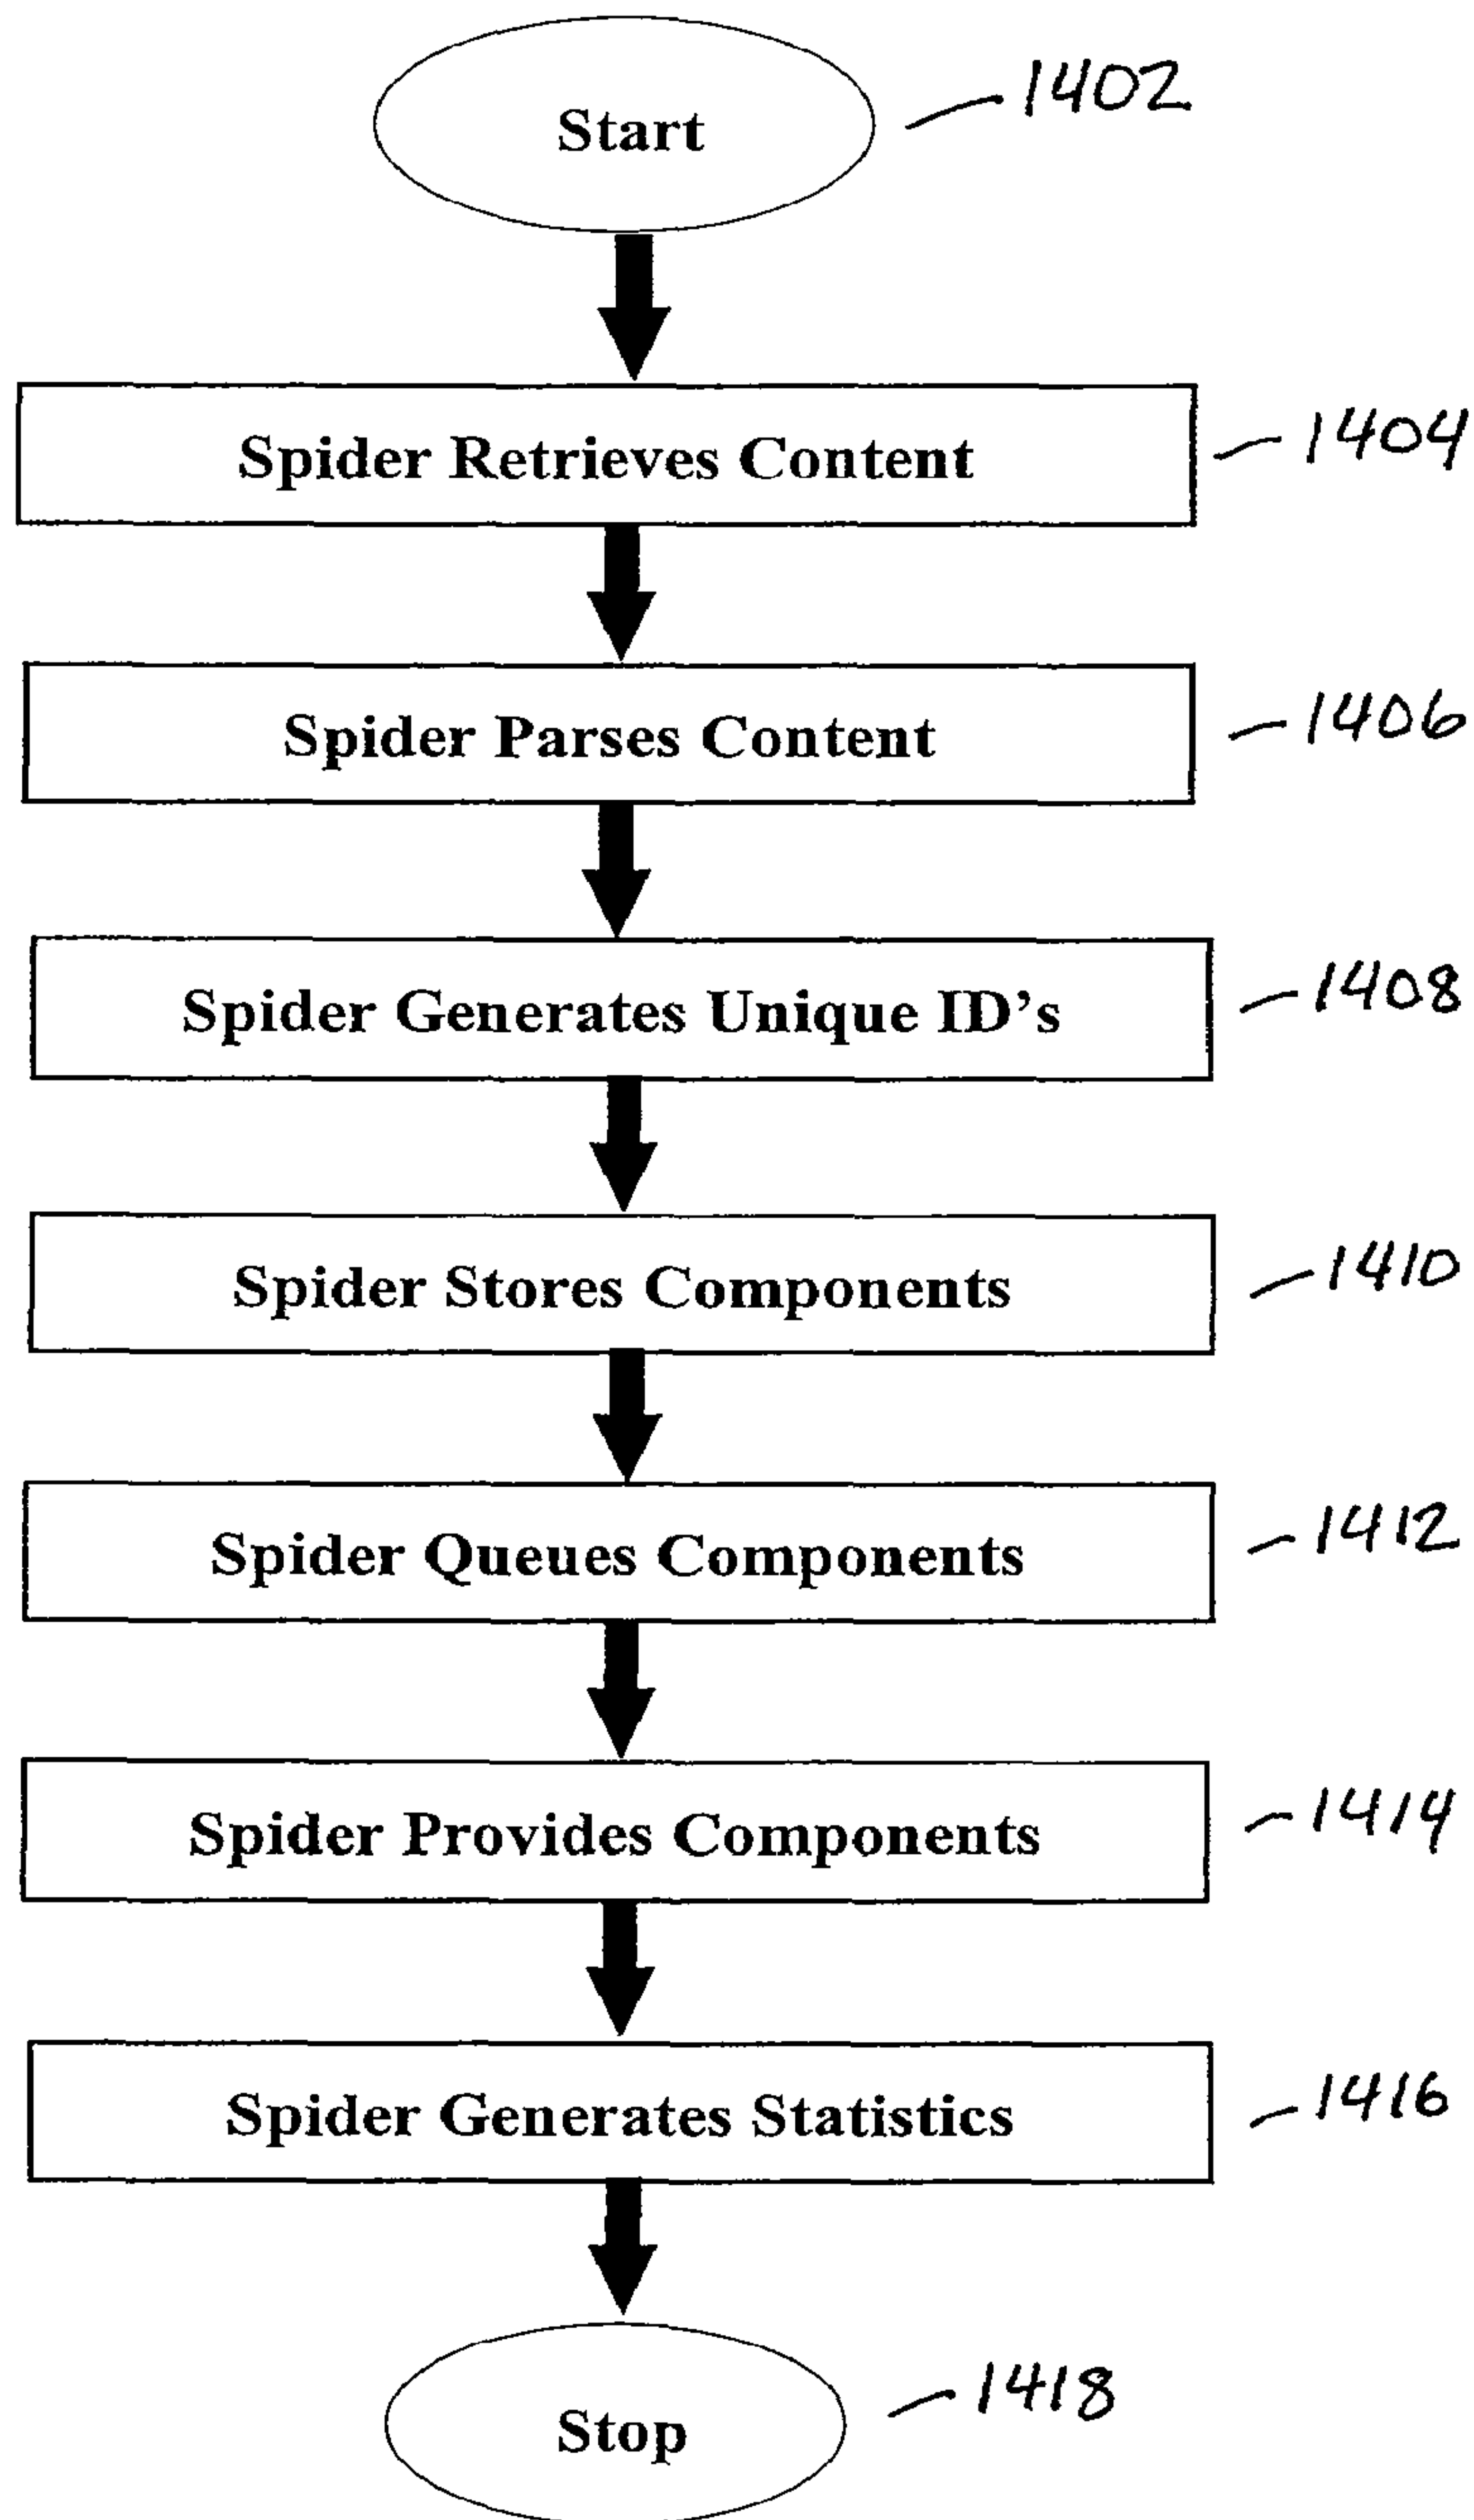 Start
1402
Spider Retrieves Content
1404
Spider Parses Content
1406
Spider Generates Unique ID's
1408
Spider Stores Components
1410
Spider Queues Components
1412
Spider Provides Components
1414
Spider Generates Statistics
1416
Stop
1418